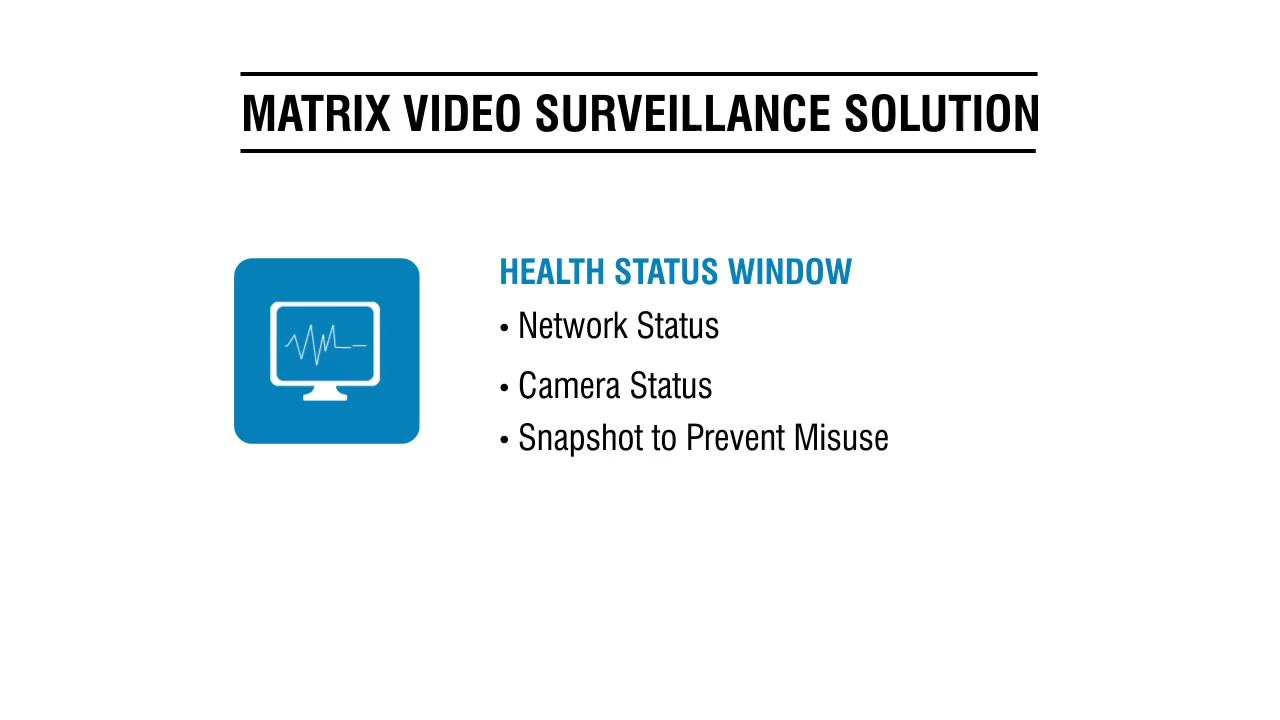 MATRIX VIDEO SURVEILLANCE SOLUTION
HEALTH STATUS WINDOW
• Network Status
• Camera Status
• Snapshot to Prevent Misuse